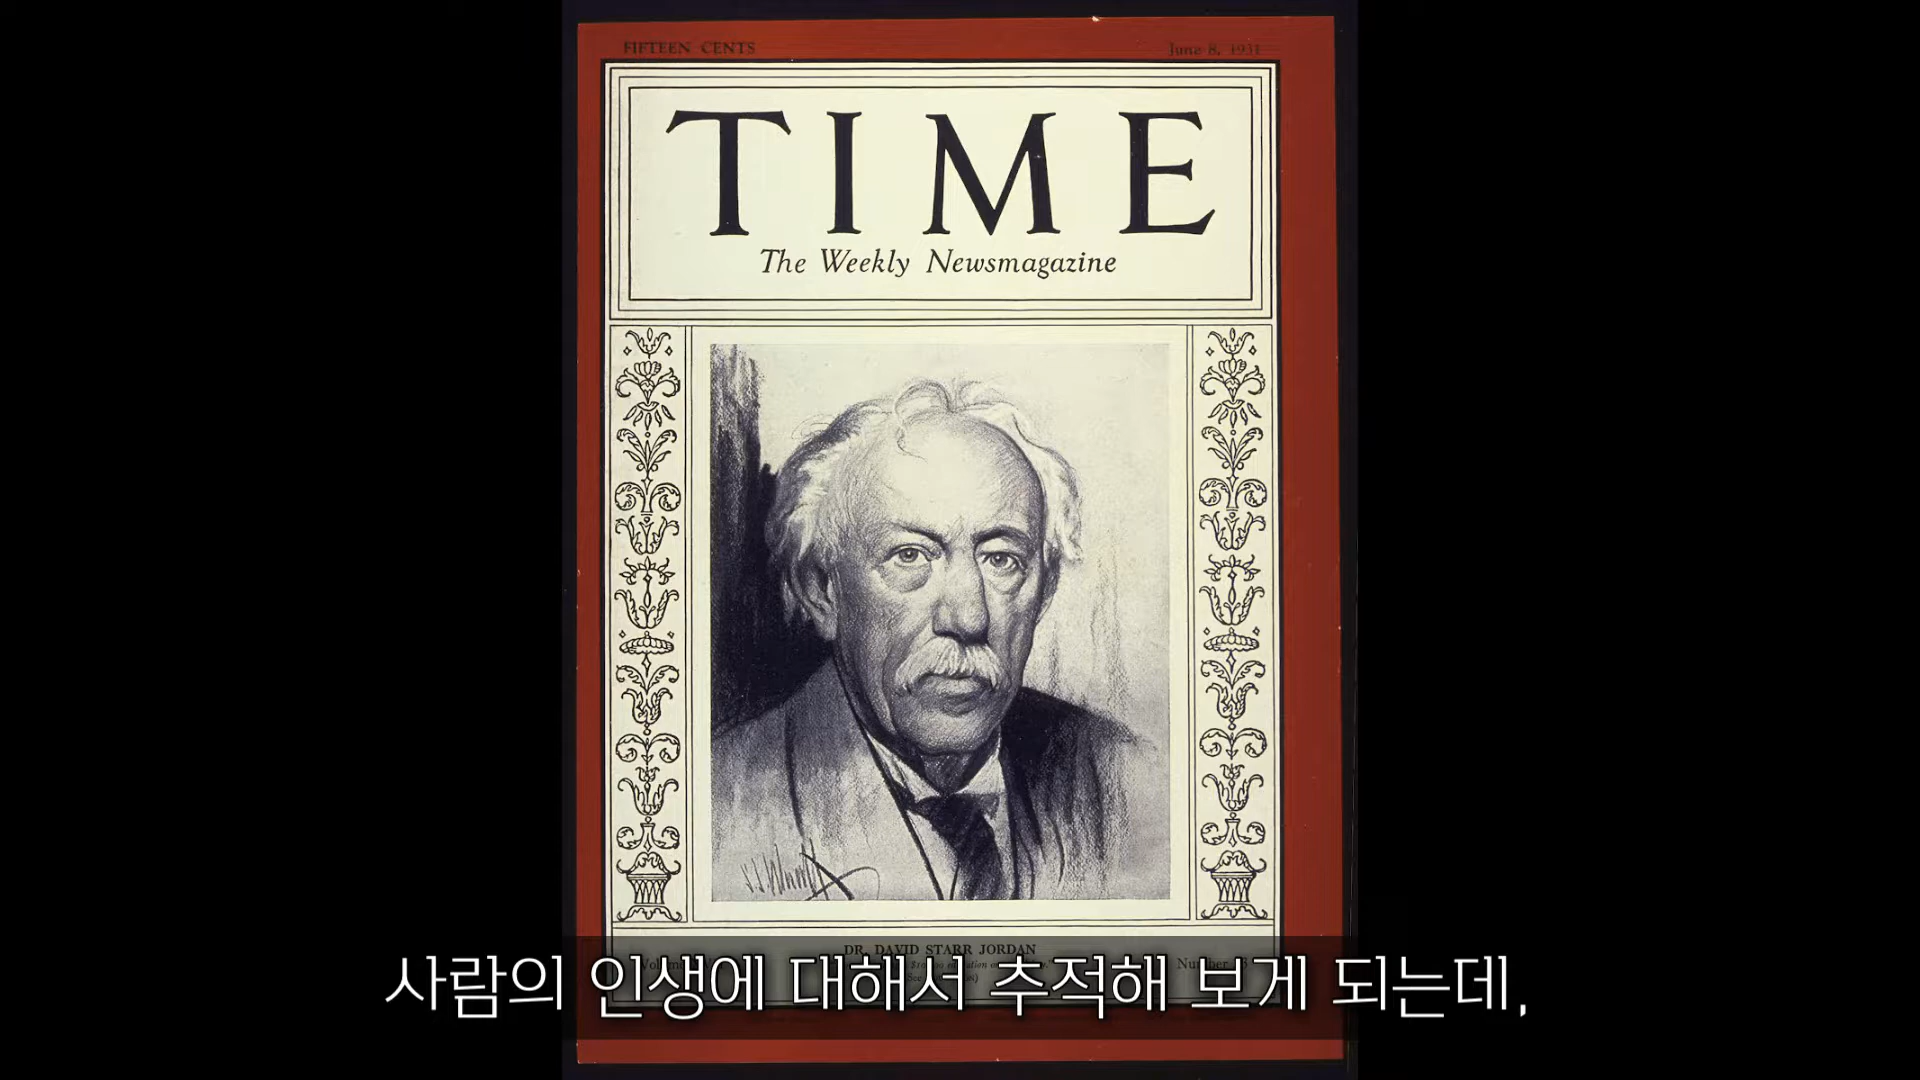 FIFTEEN CENTS
June 8, 1931
TIME
The Weekly Newsmagazine
DR. DAVID STARR JORDAN
Number
사람의 인생에 대해서 추적해 보게 되는데,